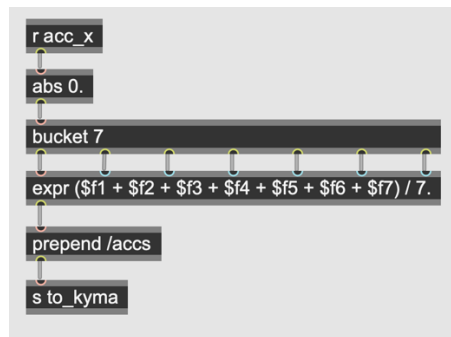 r acc_x
abs 0.
bucket 7
expr ($f1 + $f2 + $f3 + $f4 + $f5 + $f6 + $f7) / 7.
prepend /accs
s to_kyma